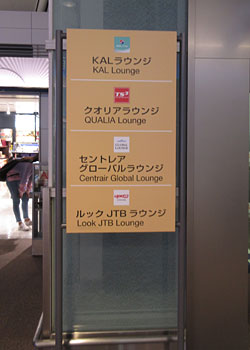 KALラウンジ
KAL Lounge
TS3
クオリアラウンジ
QUALIA Lounge
セントレア
グローバルラウンジ
Centrair Global Lounge
ルック JTB ラウンジ
Look JTB Lounge